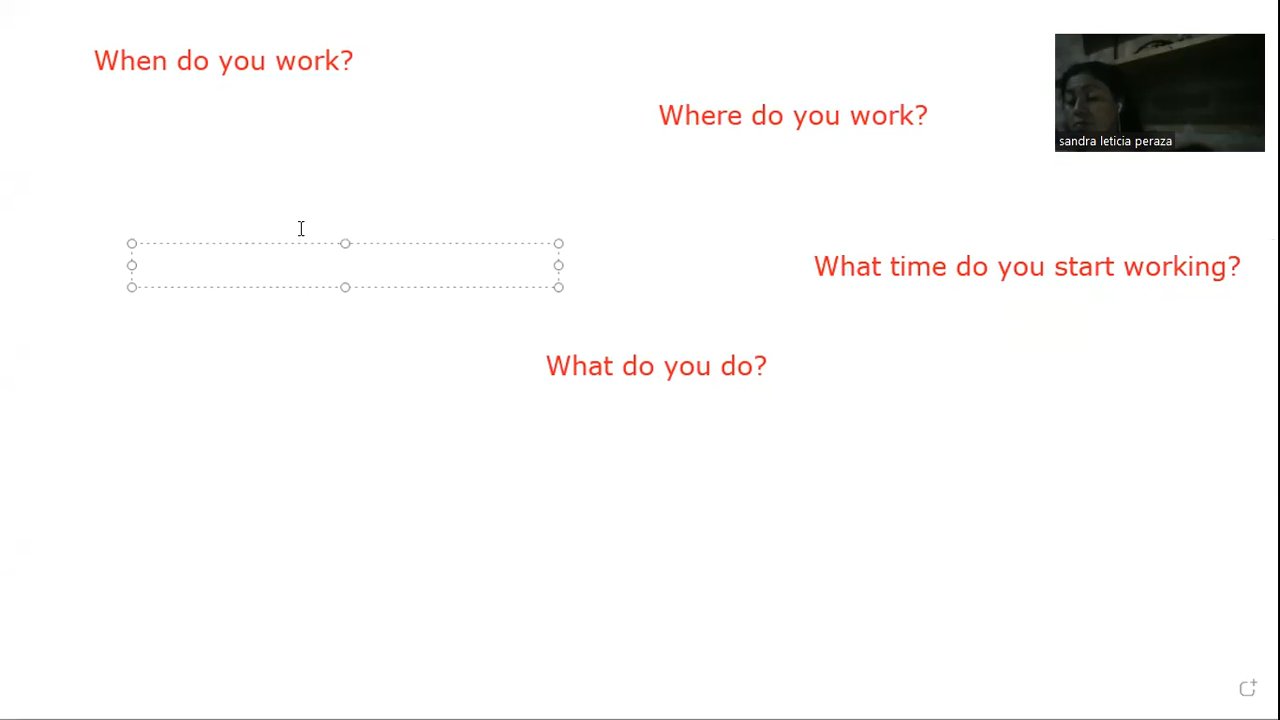 When do you work?
Where do you work?
sandra leticia peraza
What time do you start working?
What do you do?